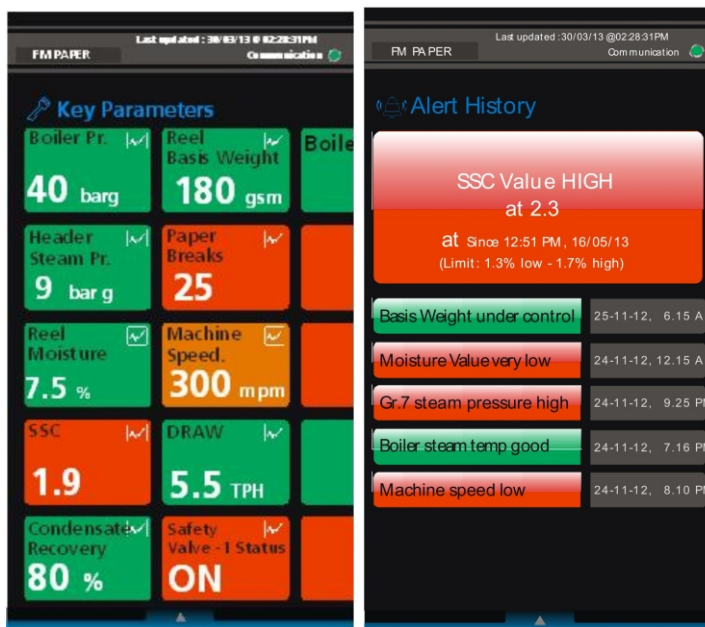 Last updated : 30/03/13 @ 02:28:31PM
FM PAPER
Communication
Key Parameters
Boiler Pr.
40 barg
Reel
Basis Weight
180 gsm
Boile
Header
Steam Pr.
9 bar g
Paper
Breaks
25
Reel
Moisture
7.5 %
Machine
Speed.
300 mpm
SSC
1.9
DRAW
5.5 TPH
Condensate
Recovery
80 %
Safety
Valve - 1 Status
ON
Last updated :30/03/13 @02:28:31PM
FM PAPER
Communication
Alert History
SSC Value HIGH
at 2.3
at Since 12:51 PM, 16/05/13
(Limit: 1.3% low - 1.7% high)
Basis Weight under control 25-11-12, 6.15 A
Moisture Value very low 24-11-12, 12.15 A
Gr.7 steam pressure high 24-11-12, 9.25 PM
Boiler steam temp good 24-11-12, 7.16 PM
Machine speed low 24-11-12, 8.10 PM